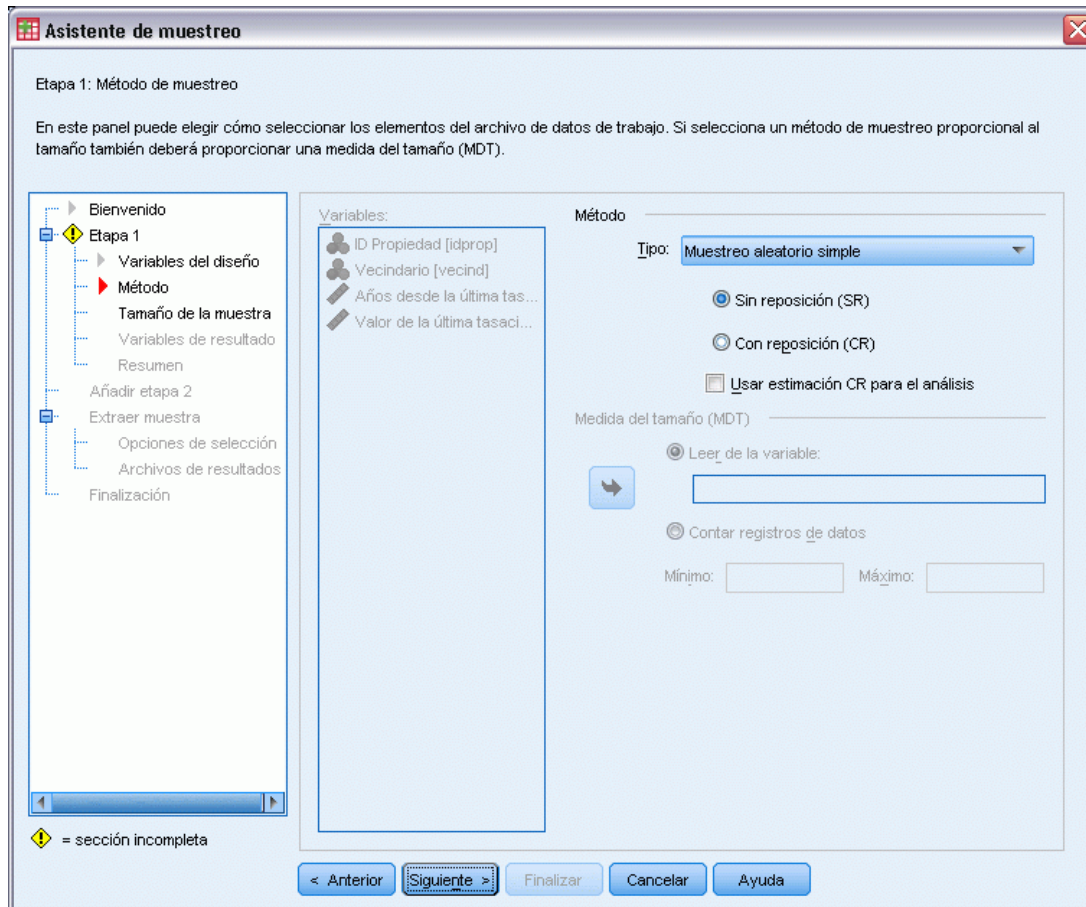 Asistente de muestreo
Etapa 1: Método de muestreo
En este panel puede elegir cómo seleccionar los elementos del archivo de datos de trabajo. Si selecciona un método de muestreo proporcional al
tamaño también deberá proporcionar una medida del tamaño (MDT).
Bienvenido
Etapa 1
Variables del diseño
Método
Tamaño de la muestra
Variables de resultado
Resumen
Añadir etapa 2
Extraer muestra
Opciones de selección
Archivos de resultados
Finalización
= sección incompleta
Variables:
ID Propiedad [idprop]
Vecindario [vecind]
Años desde la última tas...
Valor de la última tasaci...
Método
Tipo: Muestreo aleatorio simple
Sin reposición (SR)
Con reposición (CR)
Usar estimación CR para el análisis
Medida del tamaño (MDT)
Leer de la variable:
Contar registros de datos
Mínimo: Máximo:
< Anterior Siguiente > Finalizar Cancelar Ayuda